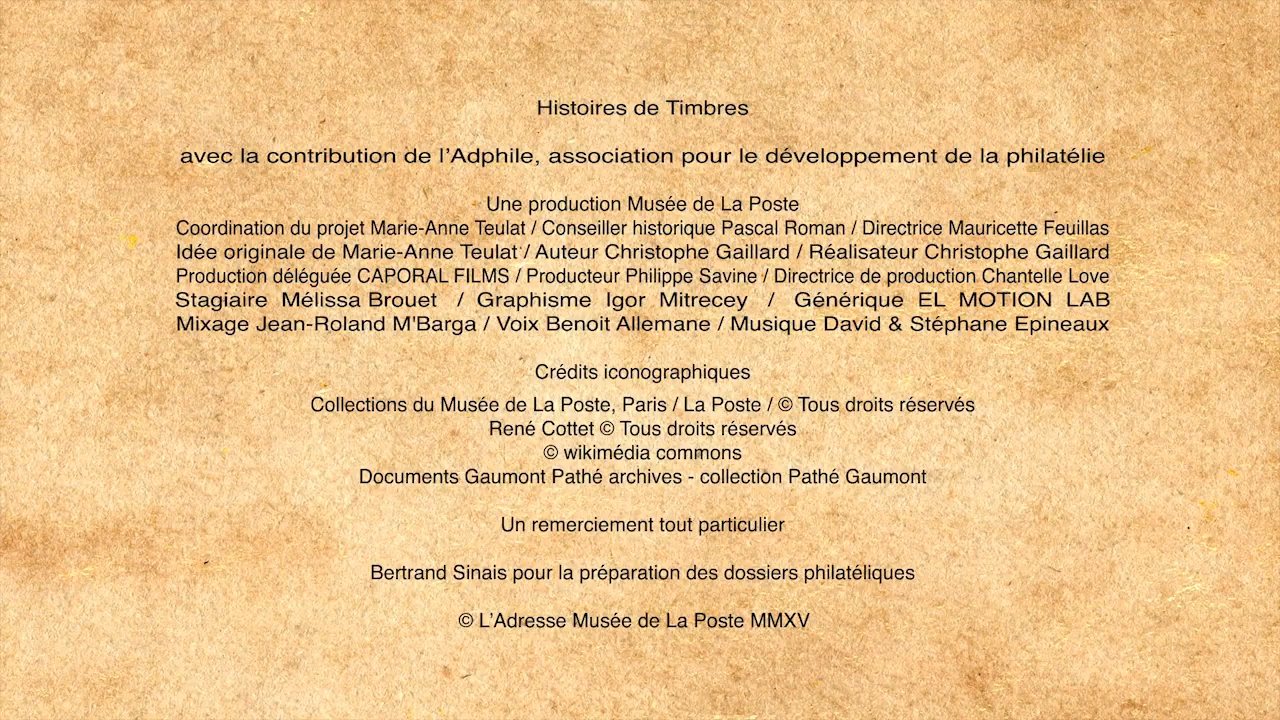 Histoires de Timbres
avec la contribution de l’Adphile, association pour le développement de la philatélie
Une production Musée de La Poste
Coordination du projet Marie-Anne Teulat / Conseiller historique Pascal Roman / Directrice Mauricette Feuillas
Idée originale de Marie-Anne Teulat / Auteur Christophe Gaillard / Réalisateur Christophe Gaillard
Production déléguée CAPORAL FILMS / Producteur Philippe Savine / Directrice de production Chantelle Love
Stagiaire Mélissa Brouet / Graphisme Igor Mitrecey / Générique EL MOTION LAB
Mixage Jean-Roland M'Barga / Voix Benoit Allemane / Musique David & Stéphane Epineaux
Crédits iconographiques
Collections du Musée de La Poste, Paris / La Poste / © Tous droits réservés
René Cottet © Tous droits réservés
© wikimédia commons
Documents Gaumont Pathé archives - collection Pathé Gaumont
Un remerciement tout particulier
Bertrand Sinais pour la préparation des dossiers philatéliques
© L’Adresse Musée de La Poste MMXV